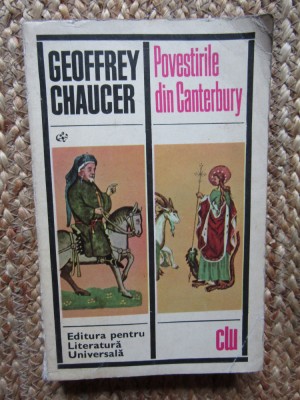 GEOFFREY
CHAUCER
Povestirile
din Canterbury
Editura pentru
Literatură
Universală
clu